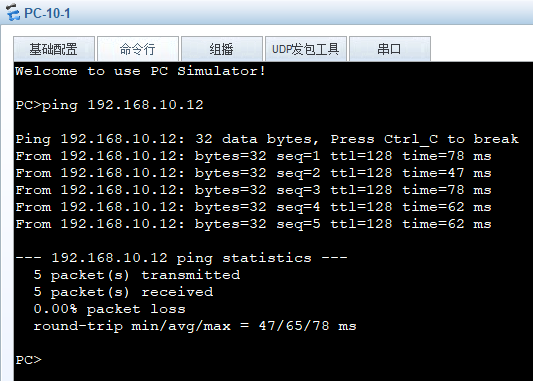 PC-10-1
基础配置 命令行 组播 UDP发包工具 串口
Welcome to use PC Simulator!
PC>ping 192.168.10.12
Ping 192.168.10.12: 32 data bytes, Press Ctrl_C to break
From 192.168.10.12: bytes=32 seq=1 ttl=128 time=78 ms
From 192.168.10.12: bytes=32 seq=2 ttl=128 time=47 ms
From 192.168.10.12: bytes=32 seq=3 ttl=128 time=78 ms
From 192.168.10.12: bytes=32 seq=4 ttl=128 time=62 ms
From 192.168.10.12: bytes=32 seq=5 ttl=128 time=62 ms
--- 192.168.10.12 ping statistics ---
5 packet(s) transmitted
5 packet(s) received
0.00% packet loss
round-trip min/avg/max = 47/65/78 ms
PC>